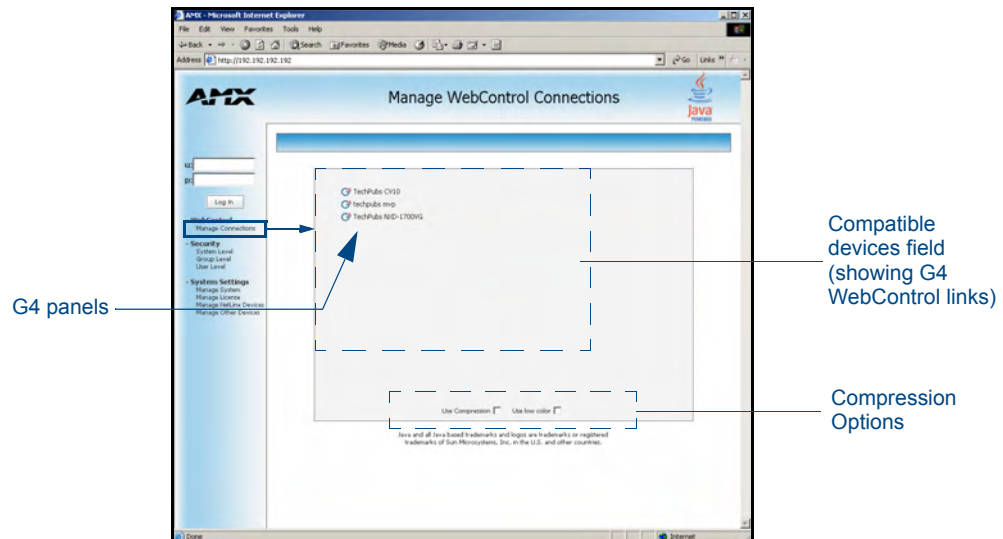 AMX - Microsoft Internet Explorer
File Edit View Favorites Tools Help
Back Search Favorites Media
Address http://192.192.192.192 Go Links
AMX
Manage WebControl Connections
Java
POWERED
u:
p:
Log In
WebControl
Manage Connections
- Security
System Level
Group Level
User Level
- System Settings
Manage System
Manage License
Manage NetLinx Devices
Manage Other Devices
TechPubs CV10
techpubs mvp
TechPubs NXD-1700VG
G4 panels
Compatible
devices field
(showing G4
WebControl links)
Use Compression Use low color
Compression
Options
Java and all Java based trademarks and logos are trademarks or registered
trademarks of Sun Microsystems, Inc. in the U.S. and other countries.
Done Internet